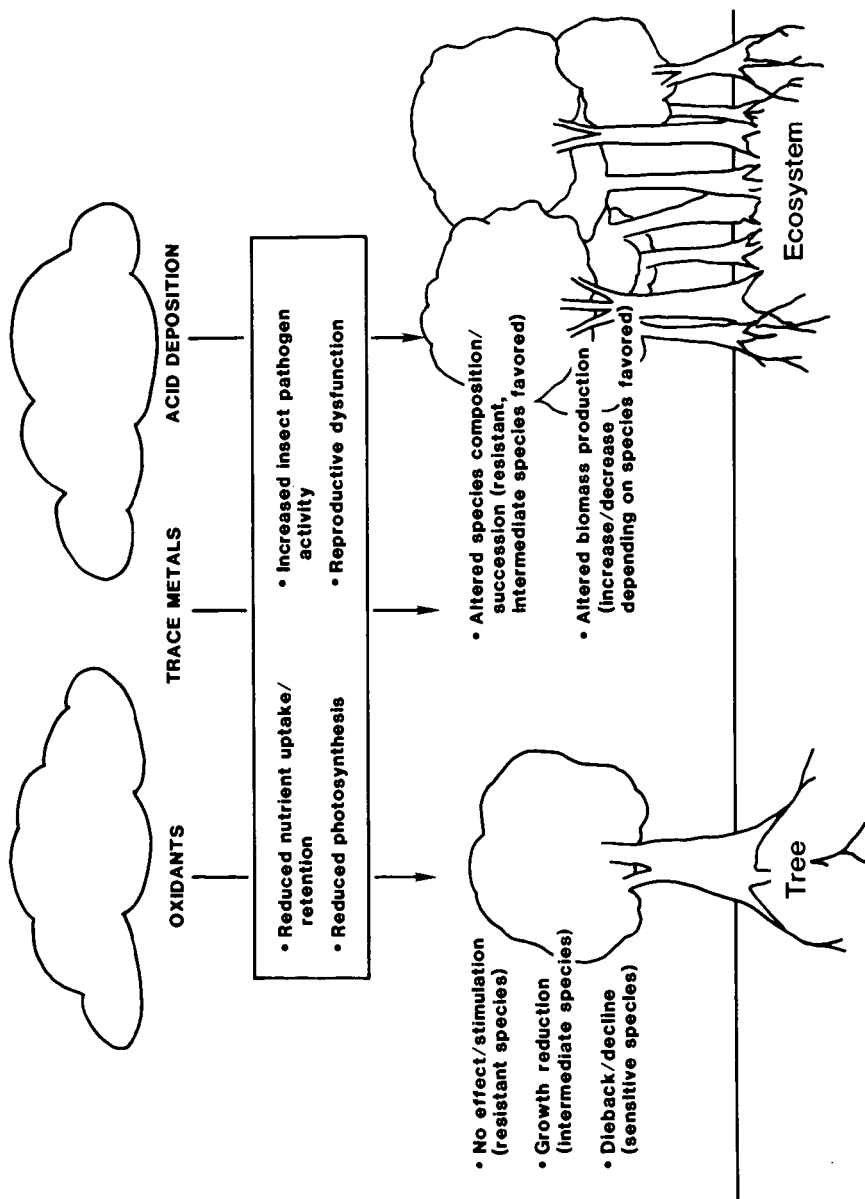 OXIDANTS
TRACE METALS
ACID DEPOSITION
• Reduced nutrient uptake/
retention
• Reduced photosynthesis
• Increased insect pathogen
activity
• Reproductive dysfunction
• No effect/stimulation
(resistant species)
• Growth reduction
(intermediate species)
• Dieback/decline
(sensitive species)
• Altered species composition/
succession (resistant,
intermediate species favored)
• Altered biomass production
(increase/decrease
depending on species favored)
Tree
Ecosystem